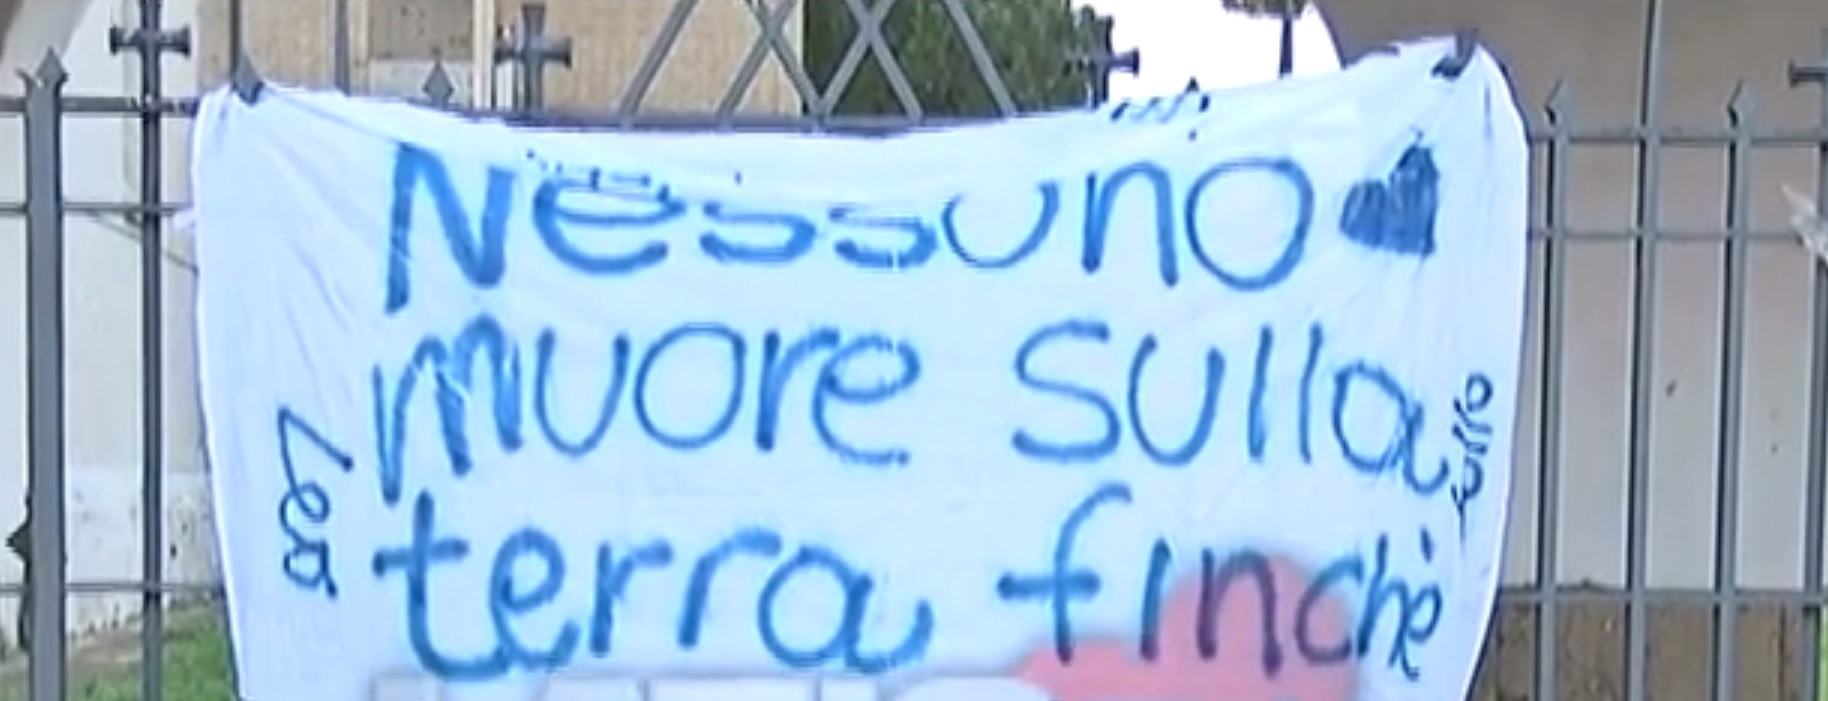 Nessuno
muore sulla
terra finchè